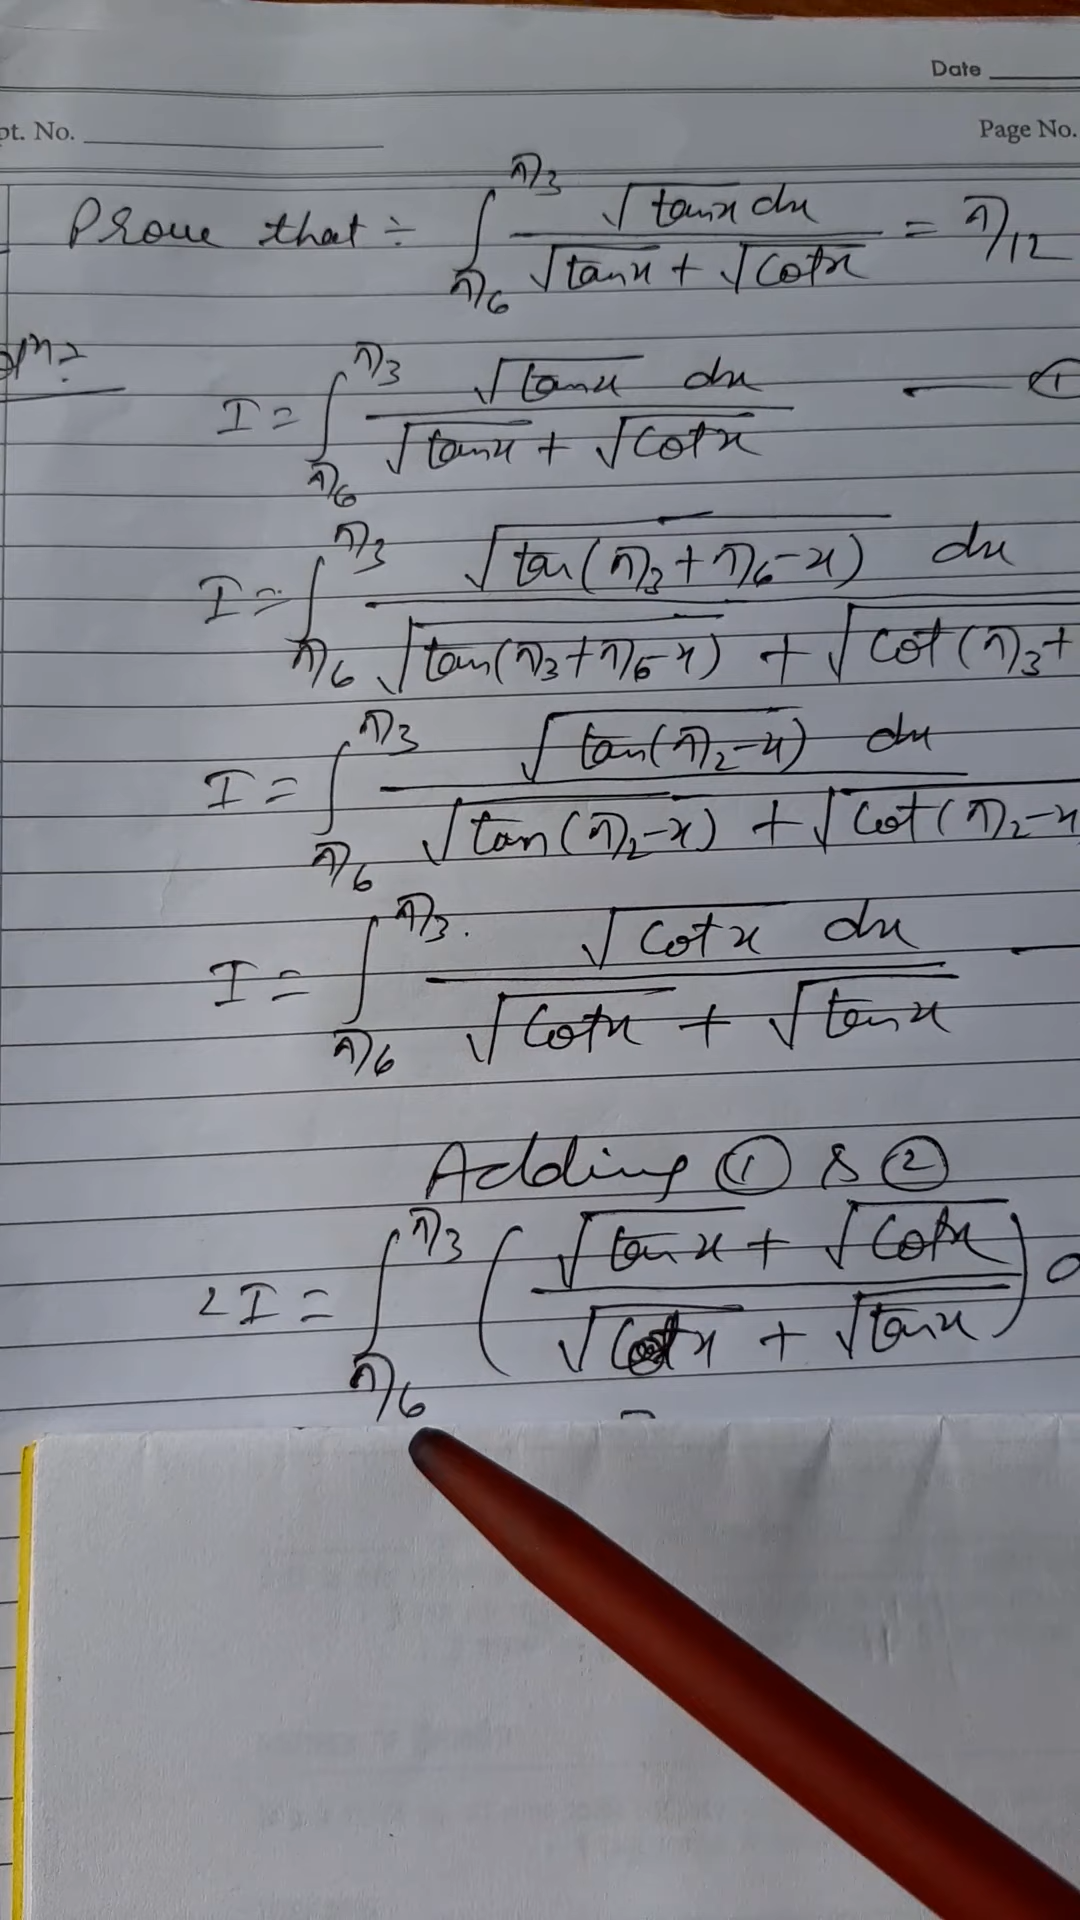 Date
pt. No.
Page No.
Prove that ÷ ∫_{π/6}^{π/3} √tanx dx / (√tanx + √cotx) = π/12
I = ∫_{π/6}^{π/3} √tanx dx / (√tanx + √cotx) — ①
I = ∫_{π/6}^{π/3} √tan(π/3+π/6-x) dx / (√tan(π/3+π/6-x) + √cot(π/3+
I = ∫_{π/6}^{π/3} √tan(π/2-x) dx / (√tan(π/2-x) + √cot(π/2-x
I = ∫_{π/6}^{π/3} √cotx dx / (√cotx + √tanx) —
Adding ① & ②
2I = ∫_{π/6}^{π/3} ( (√tanx + √cotx) / (√cotx + √tanx) )